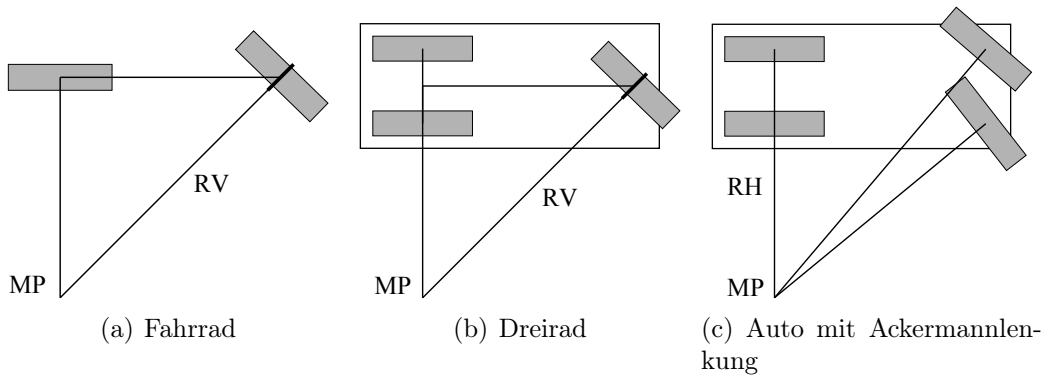 RV
MP
(a) Fahrrad
RV
MP
(b) Dreirad
RH
MP
(c) Auto mit Ackermannlen-
kung